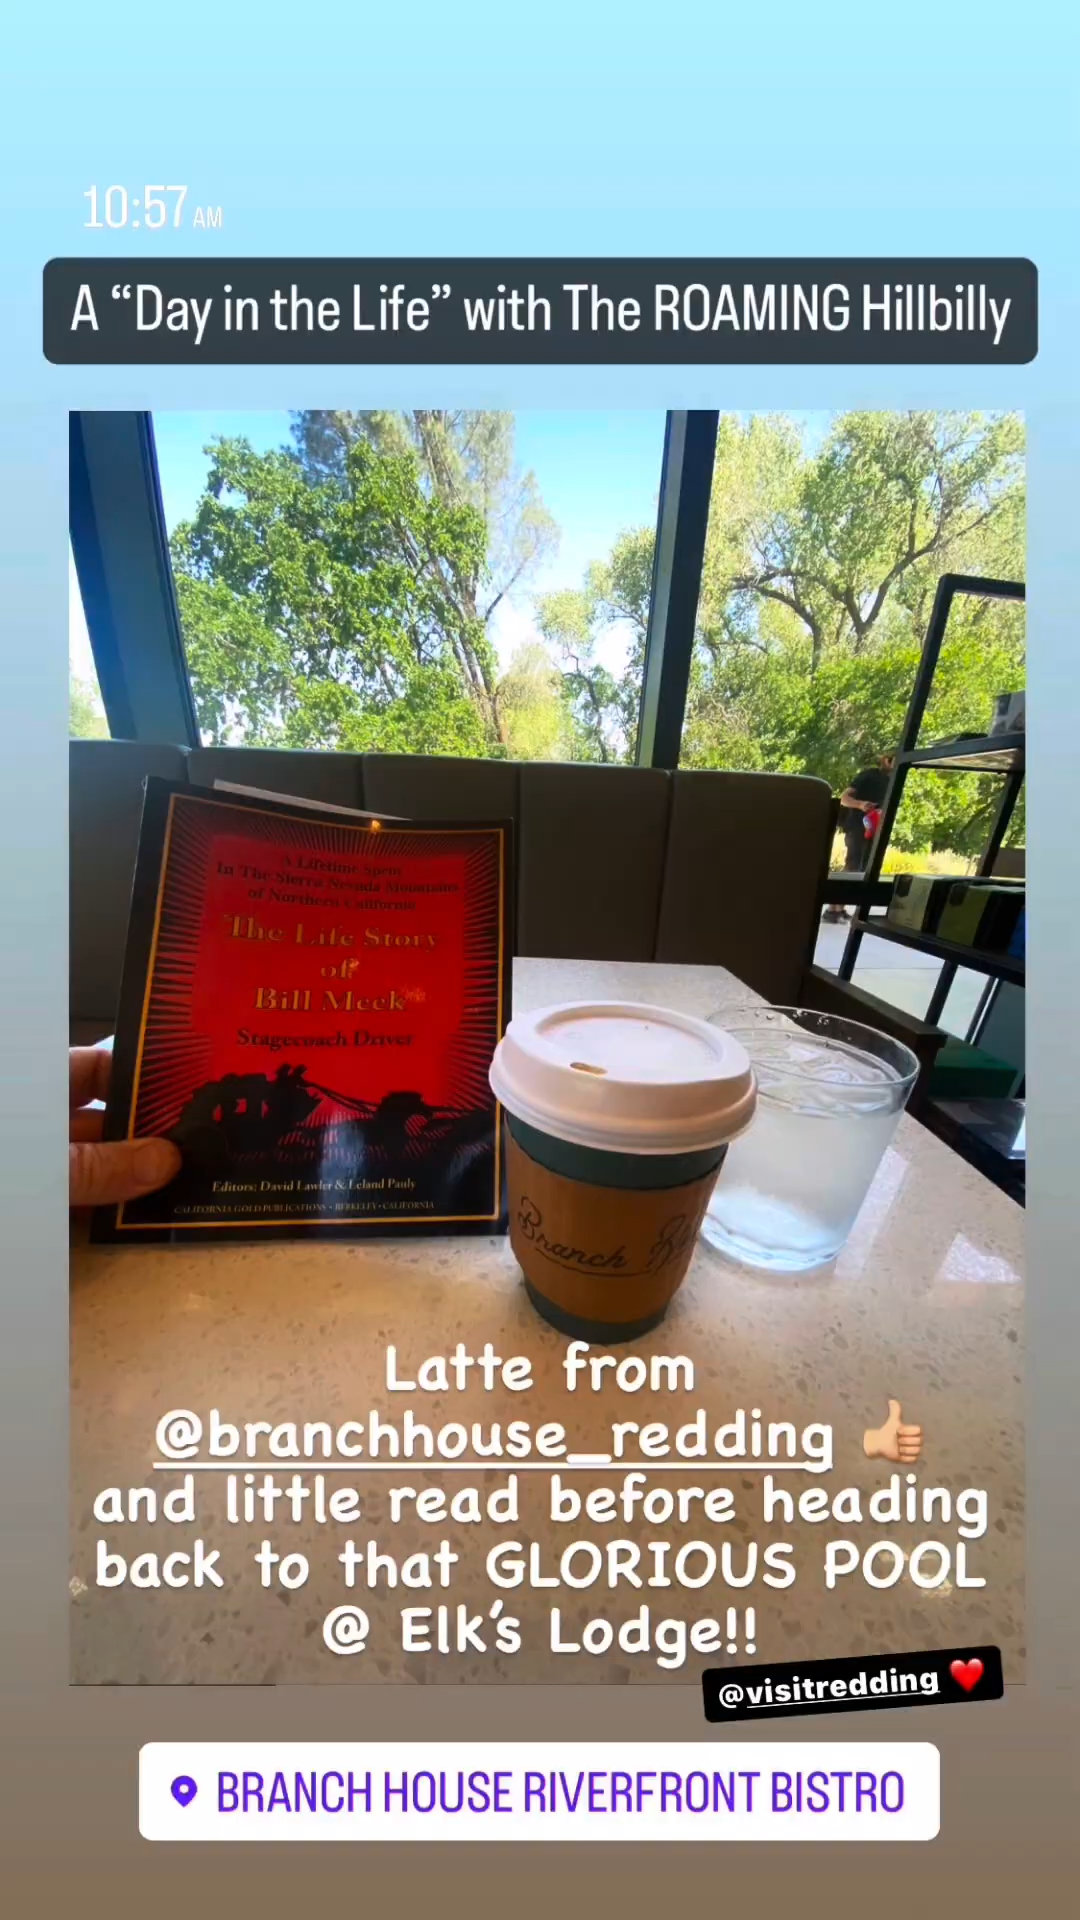 10:57 AM
A “Day in the Life” with The ROAMING Hillbilly
A Lifetime Spent
In The Sierra Nevada Mountains
of Northern California
The Life Story
of
Bill Meek
Stagecoach Driver
Editors: David Lawler & Leland Pauly
CALIFORNIA GOLD PUBLICATIONS • BERKELEY • CALIFORNIA
Branch
Latte from
@branchhouse_redding 👍🏼
and little read before heading
back to that GLORIOUS POOL
@ Elk’s Lodge!!
@visitredding ❤️
BRANCH HOUSE RIVERFRONT BISTRO